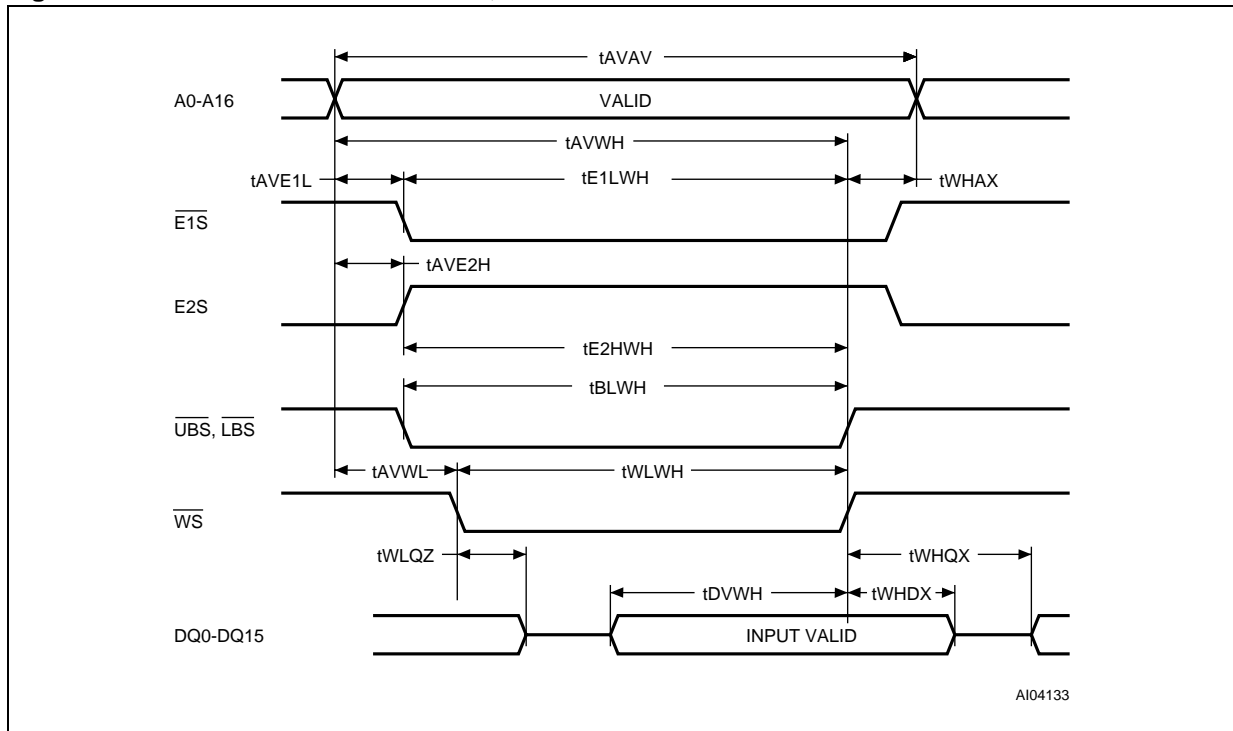 tAVAV
A0-A16
VALID
tAVWH
tAVE1L
tE1LWH
tWHAX
E1S
tAVE2H
E2S
tE2HWH
tBLWH
UBS, LBS
tAVWL
tWLWH
WS
tWLQZ
tWHQX
tDVWH
tWHDX
DQ0-DQ15
INPUT VALID
AI04133